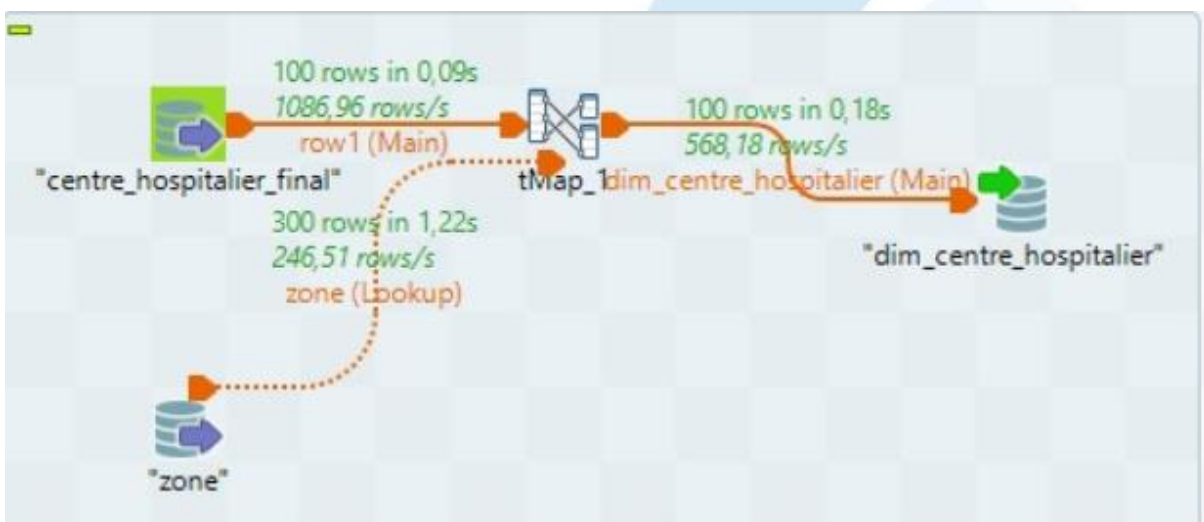 100 rows in 0,09s
1086,96 rows/s
row1 (Main)
"centre_hospitalier_final"
tMap_1
100 rows in 0,18s
568,18 rows/s
dim_centre_hospitalier (Main)
"dim_centre_hospitalier"
300 rows in 1,22s
246,51 rows/s
zone (Lookup)
"zone"